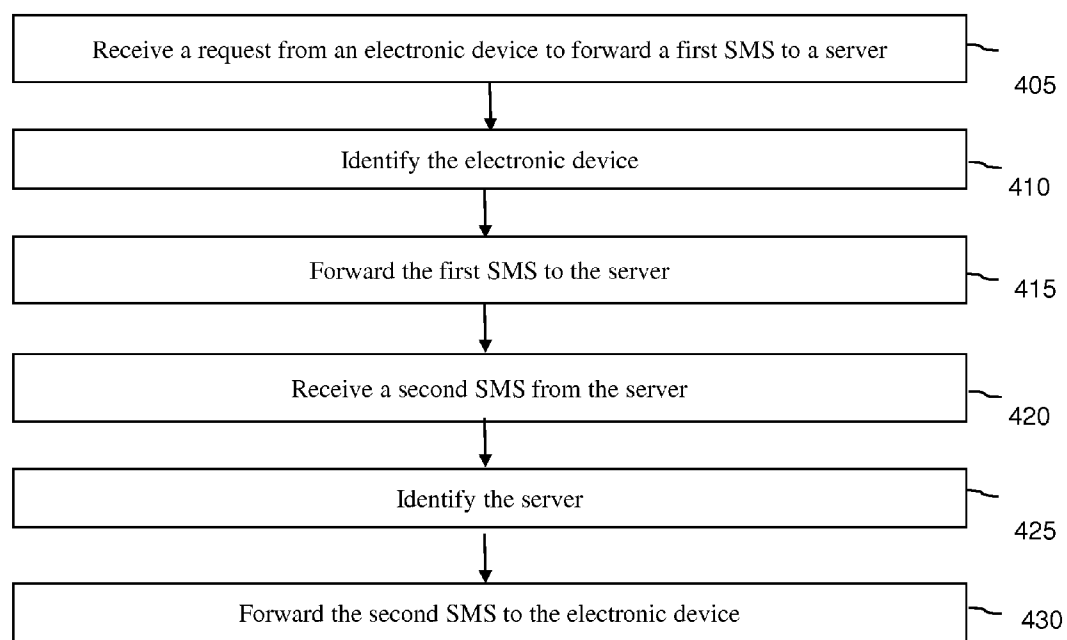 Receive a request from an electronic device to forward a first SMS to a server
405
Identify the electronic device
410
Forward the first SMS to the server
415
Receive a second SMS from the server
420
Identify the server
425
Forward the second SMS to the electronic device
430